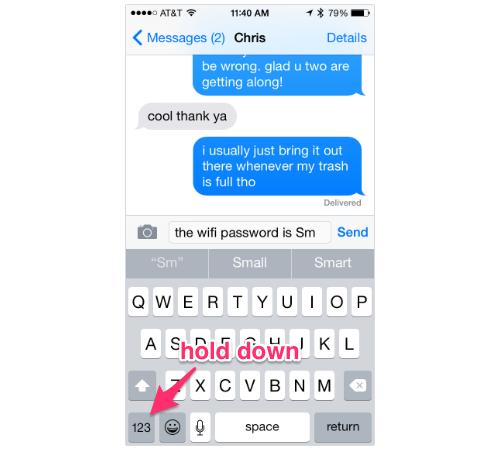 AT&T 11:40 AM 79%
Messages (2) Chris Details
be wrong. glad u two are
getting along!
cool thank ya
i usually just bring it out
there whenever my trash
is full tho
Delivered
the wifi password is Sm Send
“Sm” Small Smart
Q W E R T Y U I O P
A S D F G H J K L
hold down
Z X C V B N M
123 space return